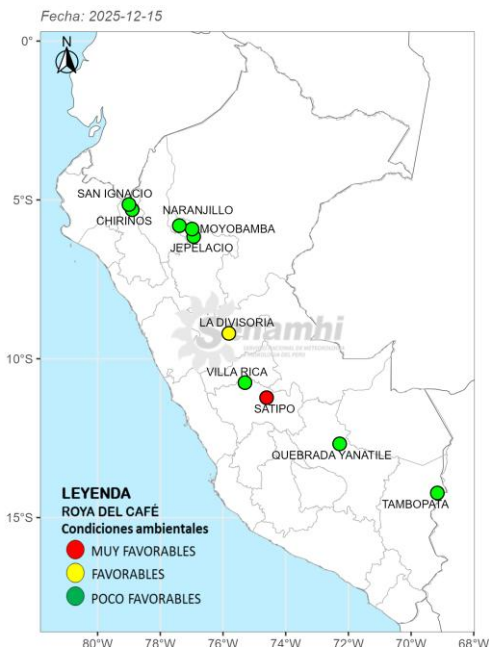 Fecha: 2025-12-15
N
0°
5°S
10°S
15°S
SAN IGNACIO
CHIRINOS
NARANJILLO
MOYOBAMBA
JEPELACIO
LA DIVISORIA
Senamhi
VILLA RICA
SATIPO
QUEBRADA YANATILE
TAMBOPATA
LEYENDA
ROYA DEL CAFÉ
Condiciones ambientales
MUY FAVORABLES
FAVORABLES
POCO FAVORABLES
80°W 78°W 76°W 74°W 72°W 70°W 68°W